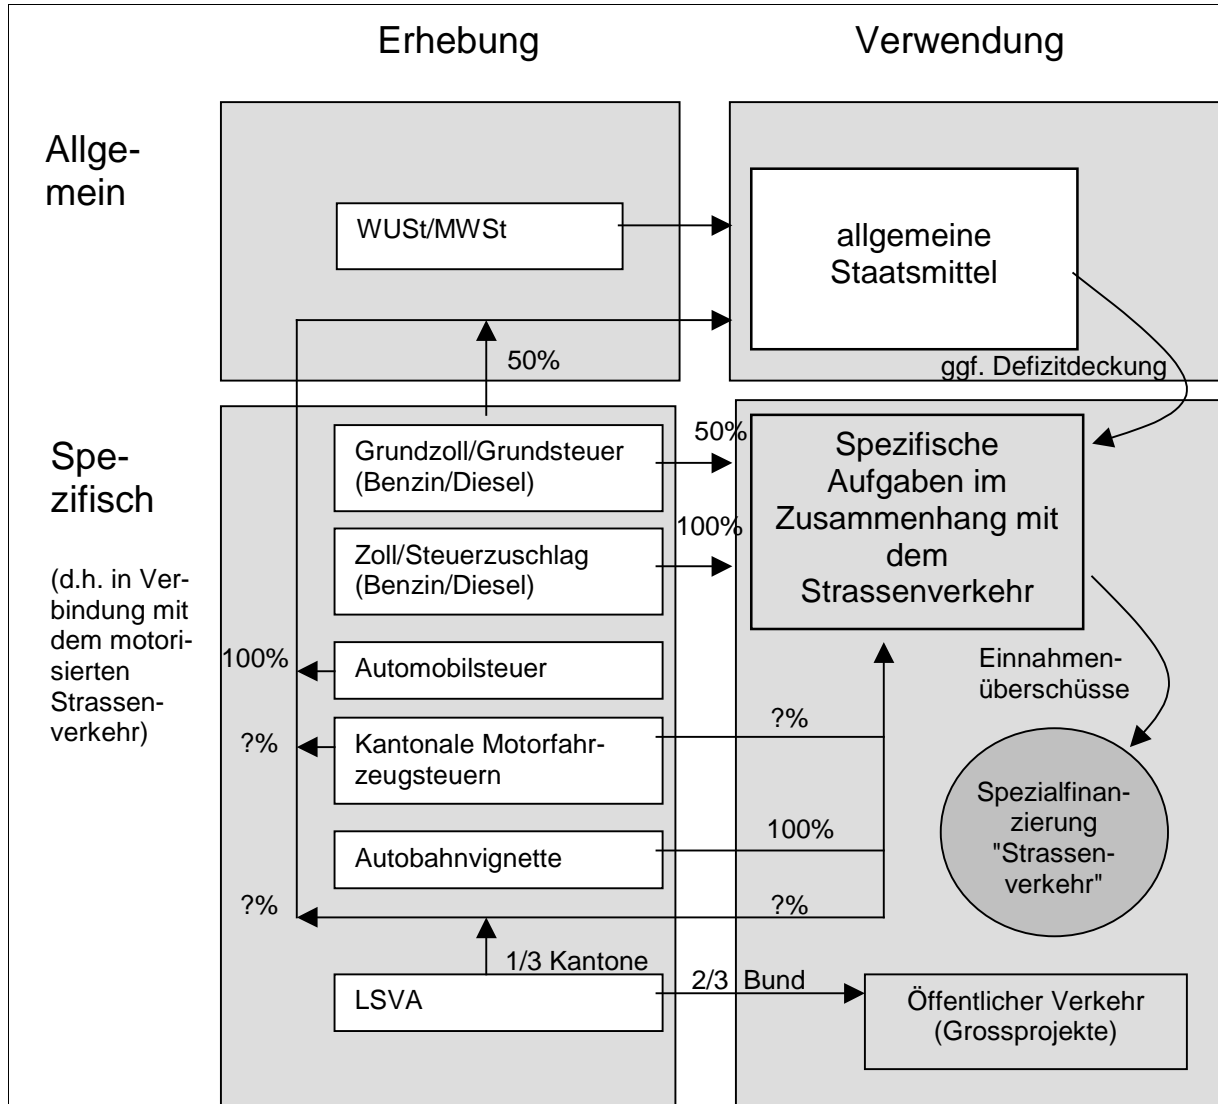 Erhebung
Verwendung
Allge-
mein
WUSt/MWSt
allgemeine
Staatsmittel
50%
ggf. Defizitdeckung
Spe-
zifisch
(d.h. in Ver-
bindung mit
dem motori-
sierten
Strassen-
verkehr)
Grundzoll/Grundsteuer
(Benzin/Diesel)
50%
Zoll/Steuerzuschlag
(Benzin/Diesel)
100%
Spezifische
Aufgaben im
Zusammenhang mit
dem
Strassenverkehr
100%
Automobilsteuer
Einnahmen-
überschüsse
?%
Kantonale Motorfahr-
zeugsteuern
?%
Autobahnvignette
100%
Spezialfinan-
zierung
"Strassen-
verkehr"
?%
?%
1/3 Kantone
LSVA
2/3 Bund
Öffentlicher Verkehr
(Grossprojekte)